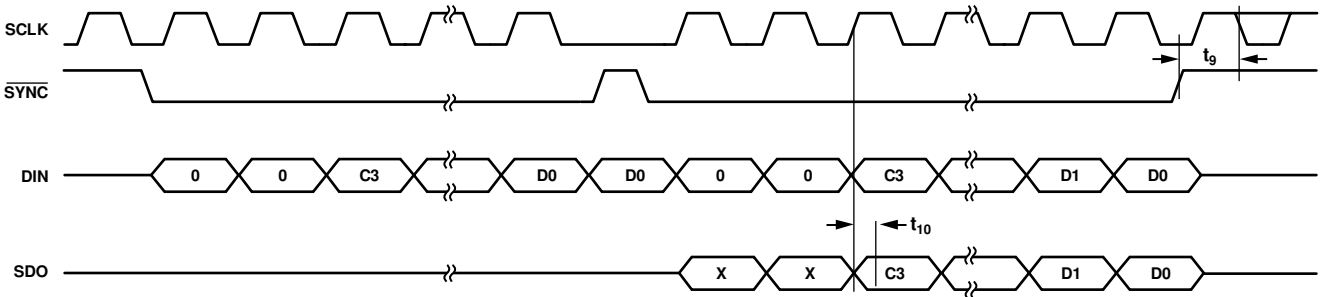 SCLK
t9
SYNC
DIN 0 0 C3 D0 D0 0 0 C3 D1 D0
t10
SDO X X C3 D1 D0